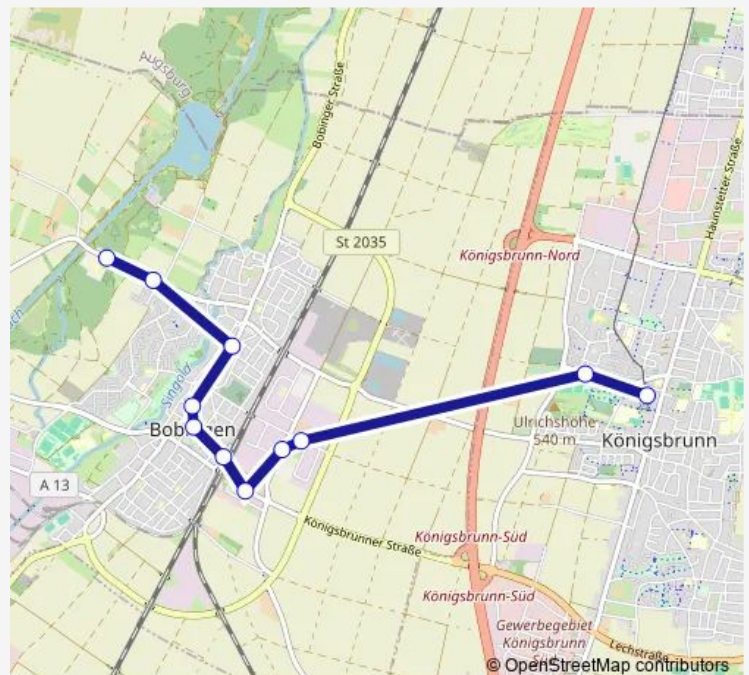 Augsburg
Bobinger Straße
St 2035
Königsbrunn-Nord
Haunstetter Straße
Singold
Ulrichshöhe
540 m
Königsbrunn
A 13
Königsbrunner Straße
Königsbrunn-Süd
Königsbrunn-Süd
Gewerbegebiet
Königsbrunn
Lechstraße
© OpenStreetMap contributors